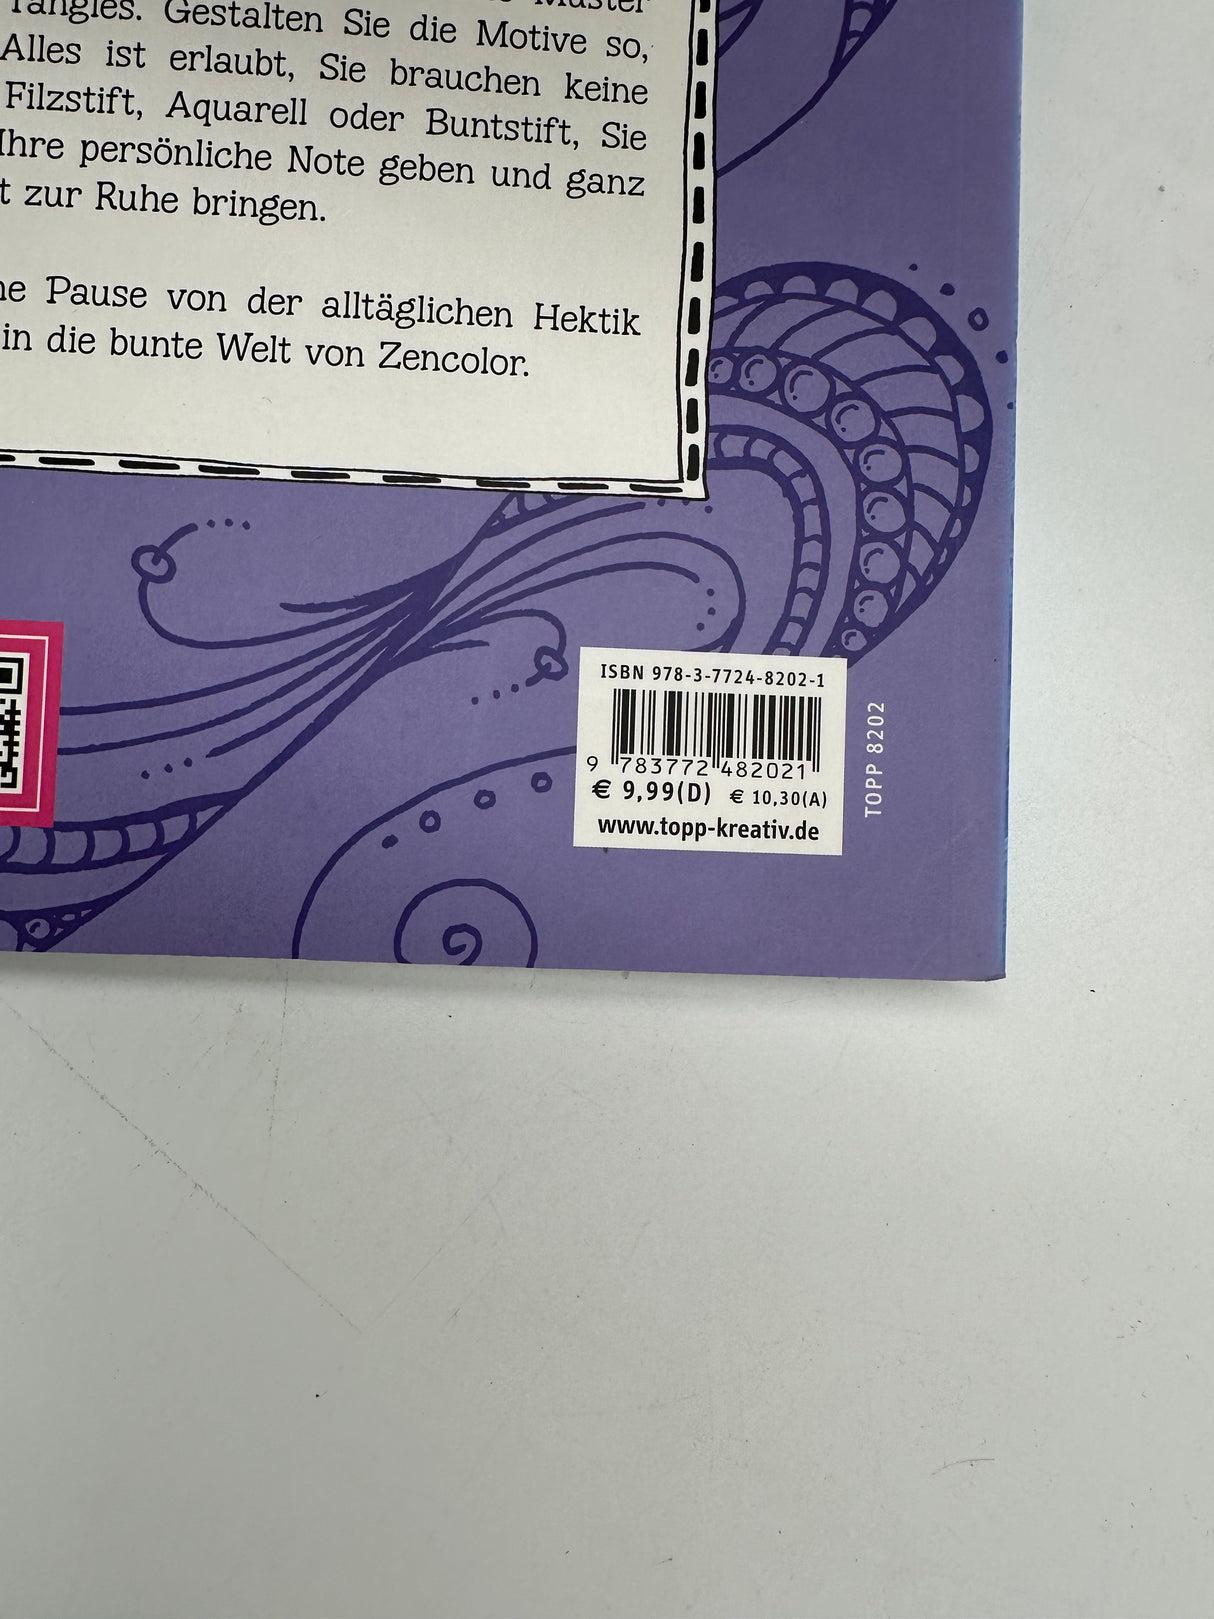 Tangles. Gestalten Sie die Motive so,
Alles ist erlaubt, Sie brauchen keine
Filzstift, Aquarell oder Buntstift, Sie
Ihre persönliche Note geben und ganz
zur Ruhe bringen.
Pause von der alltäglichen Hektik
in die bunte Welt von Zencolor.
ISBN 978-3-7724-8202-1
9 783772 482021
€ 9,99(D) € 10,30(A)
www.topp-kreativ.de
TOPP 8202